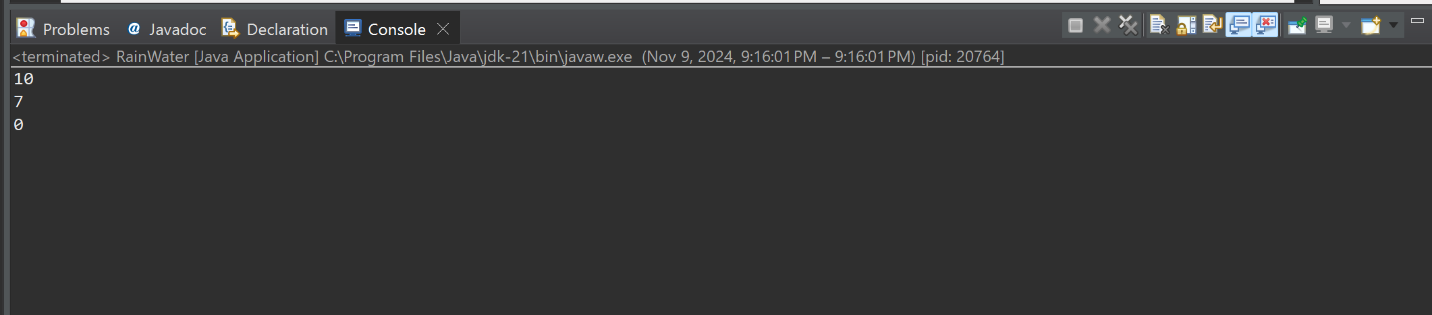 Problems Javadoc Declaration Console
<terminated> RainWater [Java Application] C:\Program Files\Java\jdk-21\bin\javaw.exe (Nov 9, 2024, 9:16:01 PM – 9:16:01 PM) [pid: 20764]
10
7
0